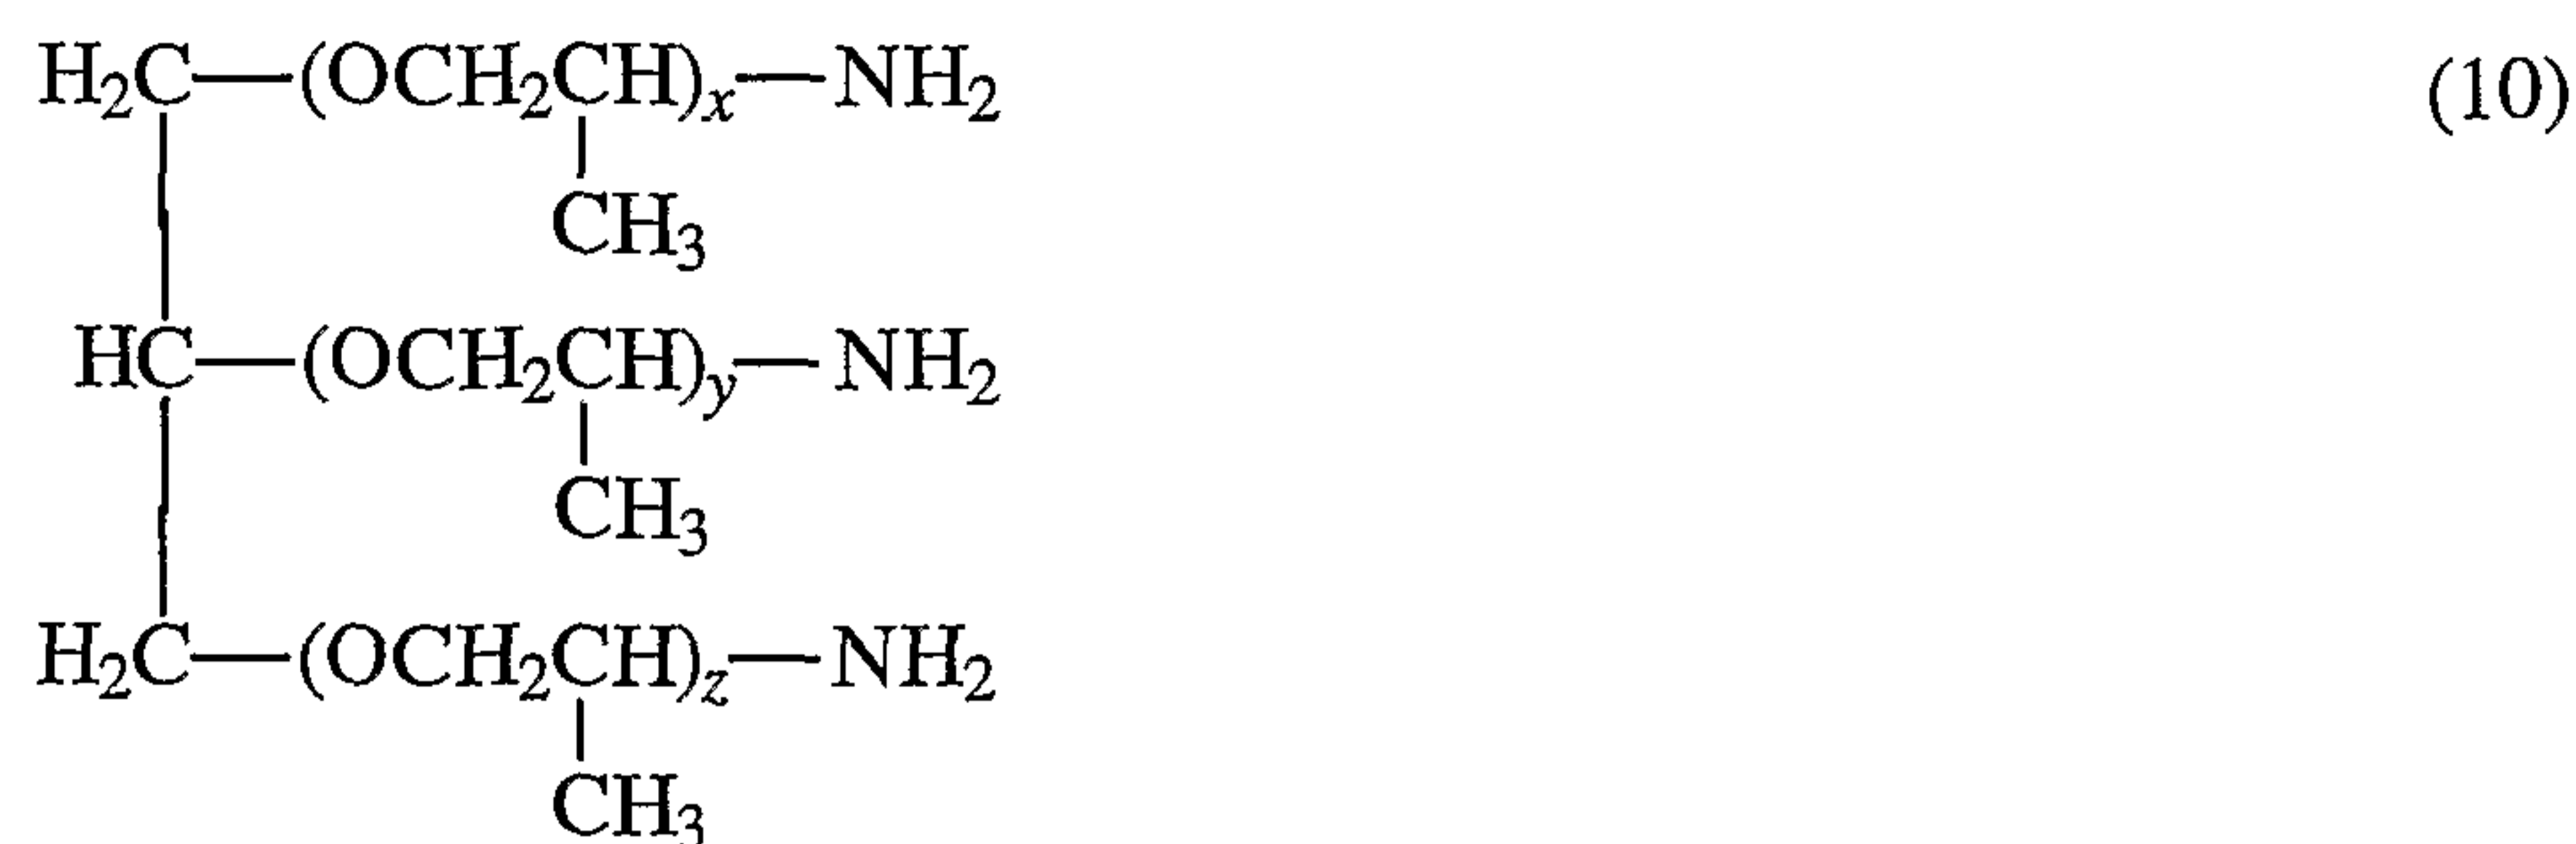 H₂C—(OCH₂CH)ₓ—NH₂ (10)
CH₃
HC—(OCH₂CH)y—NH₂
CH₃
H₂C—(OCH₂CH)z—NH₂
CH₃